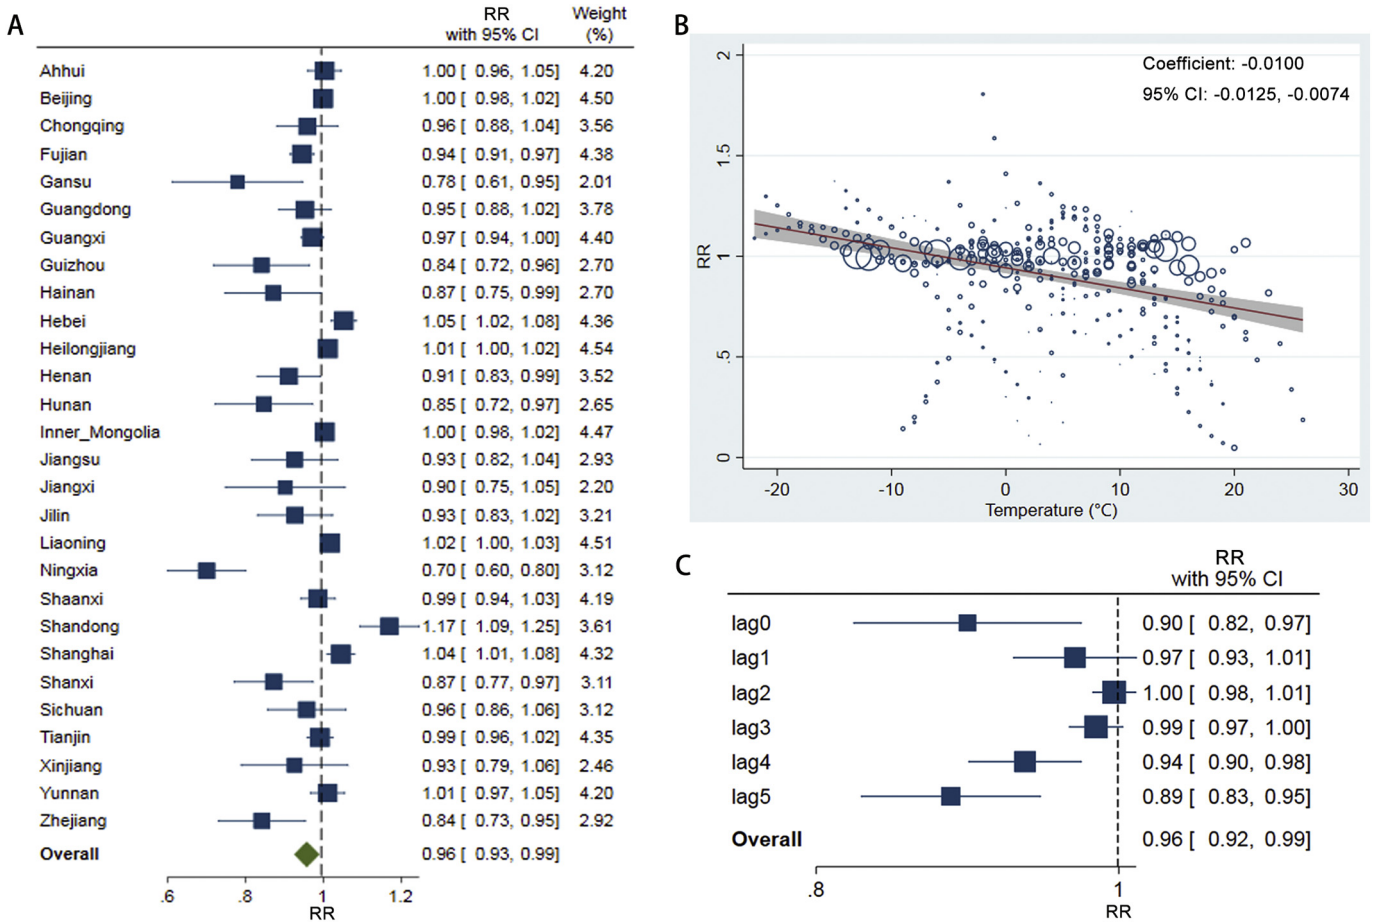 A
RR
with 95% CI
Weight
(%)
Ahhui 1.00 [ 0.96, 1.05] 4.20
Beijing 1.00 [ 0.98, 1.02] 4.50
Chongqing 0.96 [ 0.88, 1.04] 3.56
Fujian 0.94 [ 0.91, 0.97] 4.38
Gansu 0.78 [ 0.61, 0.95] 2.01
Guangdong 0.95 [ 0.88, 1.02] 3.78
Guangxi 0.97 [ 0.94, 1.00] 4.40
Guizhou 0.84 [ 0.72, 0.96] 2.70
Hainan 0.87 [ 0.75, 0.99] 2.70
Hebei 1.05 [ 1.02, 1.08] 4.36
Heilongjiang 1.01 [ 1.00, 1.02] 4.54
Henan 0.91 [ 0.83, 0.99] 3.52
Hunan 0.85 [ 0.72, 0.97] 2.65
Inner_Mongolia 1.00 [ 0.98, 1.02] 4.47
Jiangsu 0.93 [ 0.82, 1.04] 2.93
Jiangxi 0.90 [ 0.75, 1.05] 2.20
Jilin 0.93 [ 0.83, 1.02] 3.21
Liaoning 1.02 [ 1.00, 1.03] 4.51
Ningxia 0.70 [ 0.60, 0.80] 3.12
Shaanxi 0.99 [ 0.94, 1.03] 4.19
Shandong 1.17 [ 1.09, 1.25] 3.61
Shanghai 1.04 [ 1.01, 1.08] 4.32
Shanxi 0.87 [ 0.77, 0.97] 3.11
Sichuan 0.96 [ 0.86, 1.06] 3.12
Tianjin 0.99 [ 0.96, 1.02] 4.35
Xinjiang 0.93 [ 0.79, 1.06] 2.46
Yunnan 1.01 [ 0.97, 1.05] 4.20
Zhejiang 0.84 [ 0.73, 0.95] 2.92
Overall 0.96 [ 0.93, 0.99]
.6 .8 1 1.2
RR
B
Coefficient: -0.0100
95% CI: -0.0125, -0.0074
2
1.5
1
.5
0
RR
-20 -10 0 10 20 30
Temperature (°C)
C
RR
with 95% CI
lag0 0.90 [ 0.82, 0.97]
lag1 0.97 [ 0.93, 1.01]
lag2 1.00 [ 0.98, 1.01]
lag3 0.99 [ 0.97, 1.00]
lag4 0.94 [ 0.90, 0.98]
lag5 0.89 [ 0.83, 0.95]
Overall 0.96 [ 0.92, 0.99]
.8 1
RR